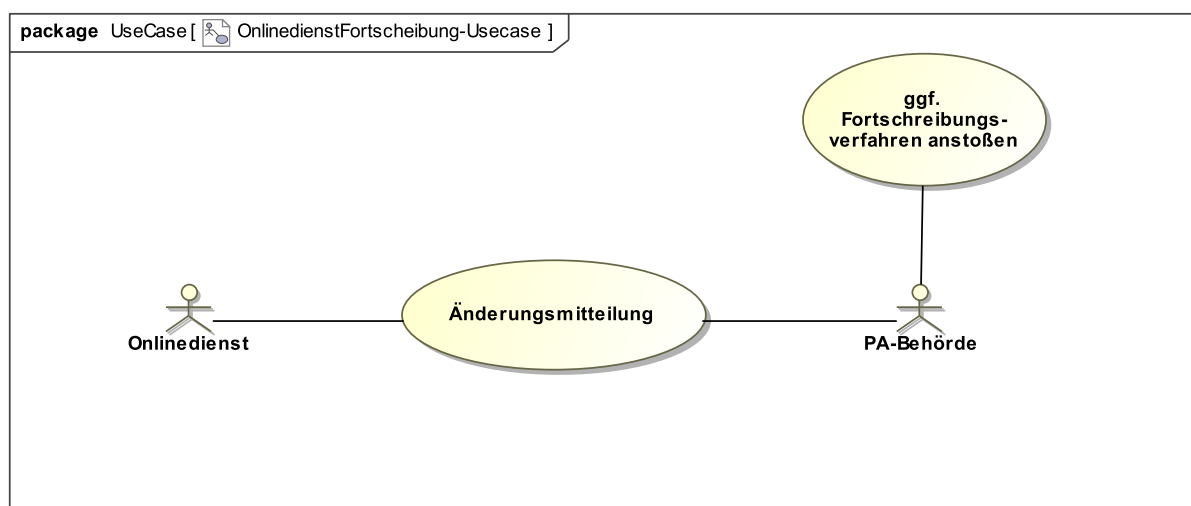 package UseCase [ OnlinedienstFortscheibung-Usecase ]
ggf.
Fortschreibungs-
verfahren anstoßen
Änderungsmitteilung
Onlinedienst
PA-Behörde